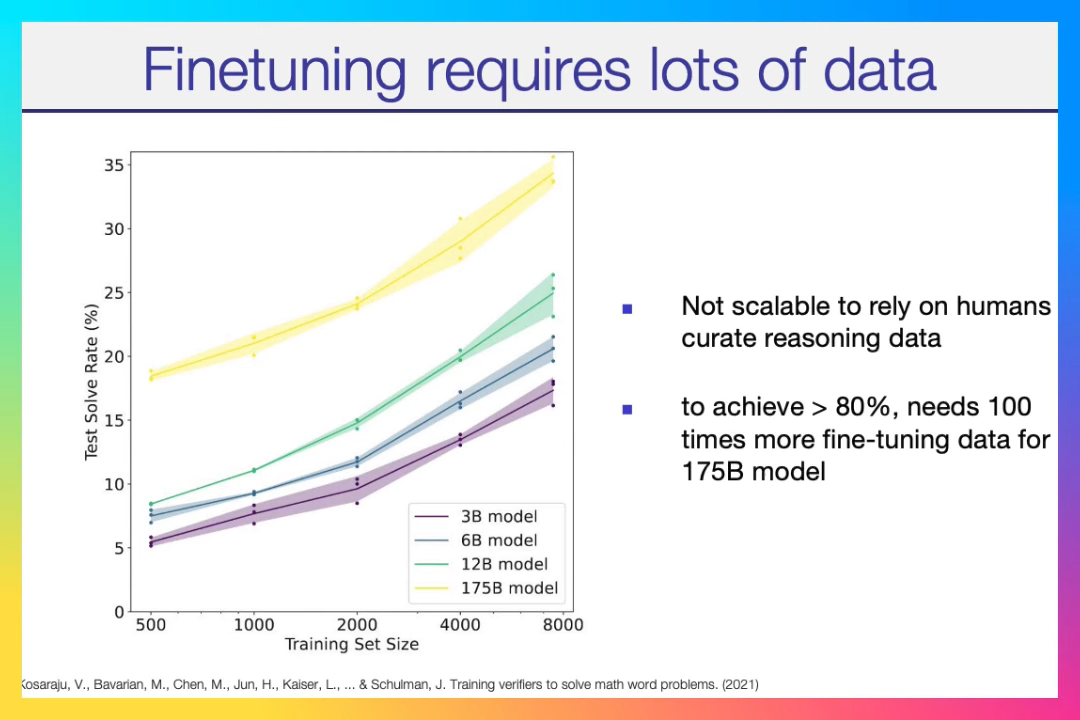 Finetuning requires lots of data
35
30
25
20
15
10
5
0
Test Solve Rate (%)
500 1000 2000 4000 8000
Training Set Size
3B model
6B model
12B model
175B model
Not scalable to rely on humans
curate reasoning data
to achieve > 80%, needs 100
times more fine-tuning data for
175B model
Kosaraju, V., Bavarian, M., Chen, M., Jun, H., Kaiser, L., ... & Schulman, J. Training verifiers to solve math word problems. (2021)